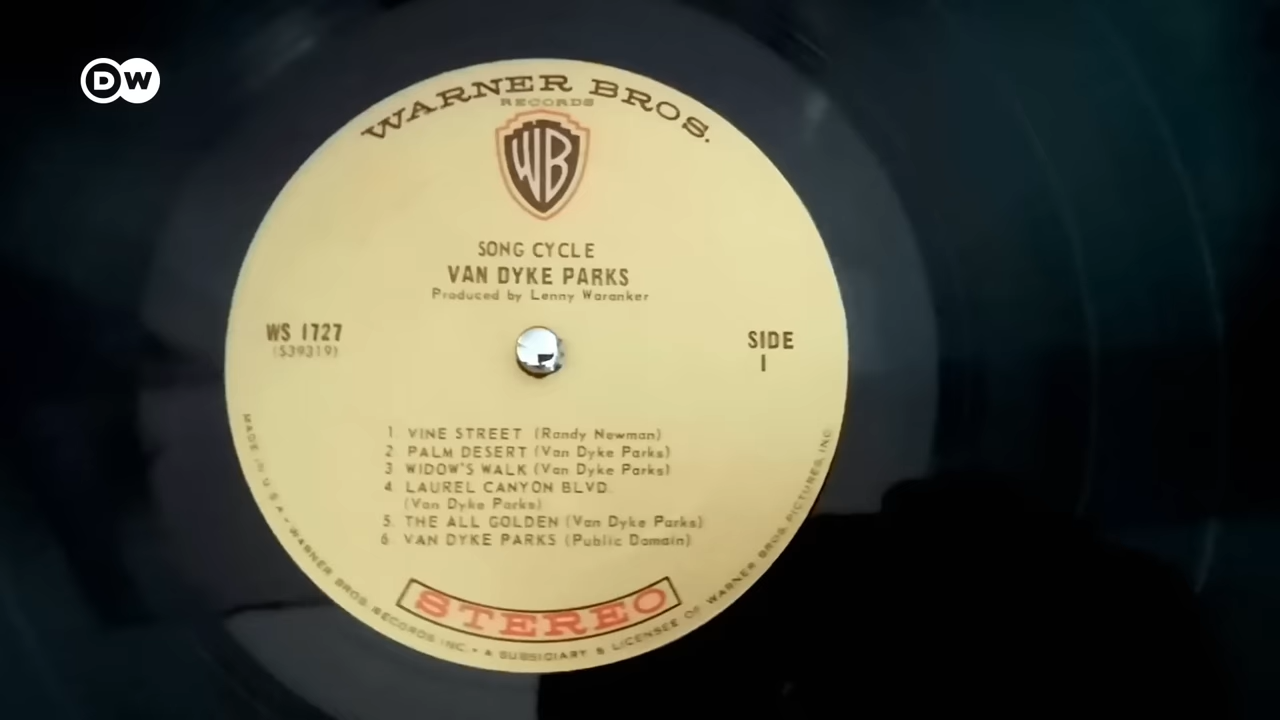 DW
WARNER BROS.
RECORDS
WB
SONG CYCLE
VAN DYKE PARKS
Produced by Lenny Waronker
WS 1727
(S39319)
SIDE
1
1. VINE STREET (Randy Newman)
2. PALM DESERT (Van Dyke Parks)
3 WIDOW'S WALK (Van Dyke Parks)
4. LAUREL CANYON BLVD.
(Van Dyke Parks)
5. THE ALL GOLDEN (Van Dyke Parks)
6. VAN DYKE PARKS (Public Domain)
STEREO
MADE IN U.S.A. • WARNER BROS. RECORDS INC. • A SUBSIDIARY & LICENSEE OF WARNER BROS. PICTURES, INC.